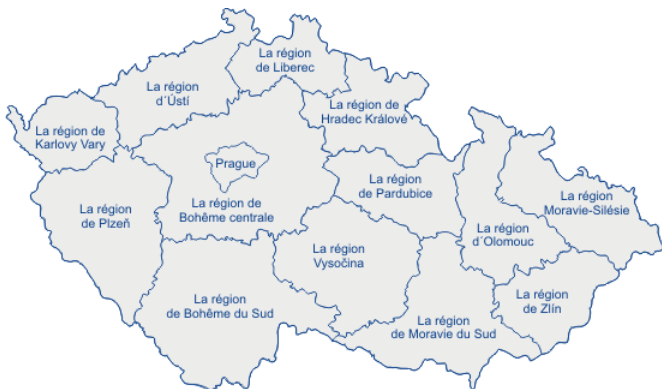 La région
de Liberec
La région
d´Ústí
La région de
Hradec Králové
La région de
Karlovy Vary
Prague
La région
de Pardubice
La région
Moravie-Silésie
La région de
Bohême centrale
La région
de Plzeň
La région
d´Olomouc
La région
Vysočina
La région
de Bohême du Sud
La région
de Zlín
La région
de Moravie du Sud